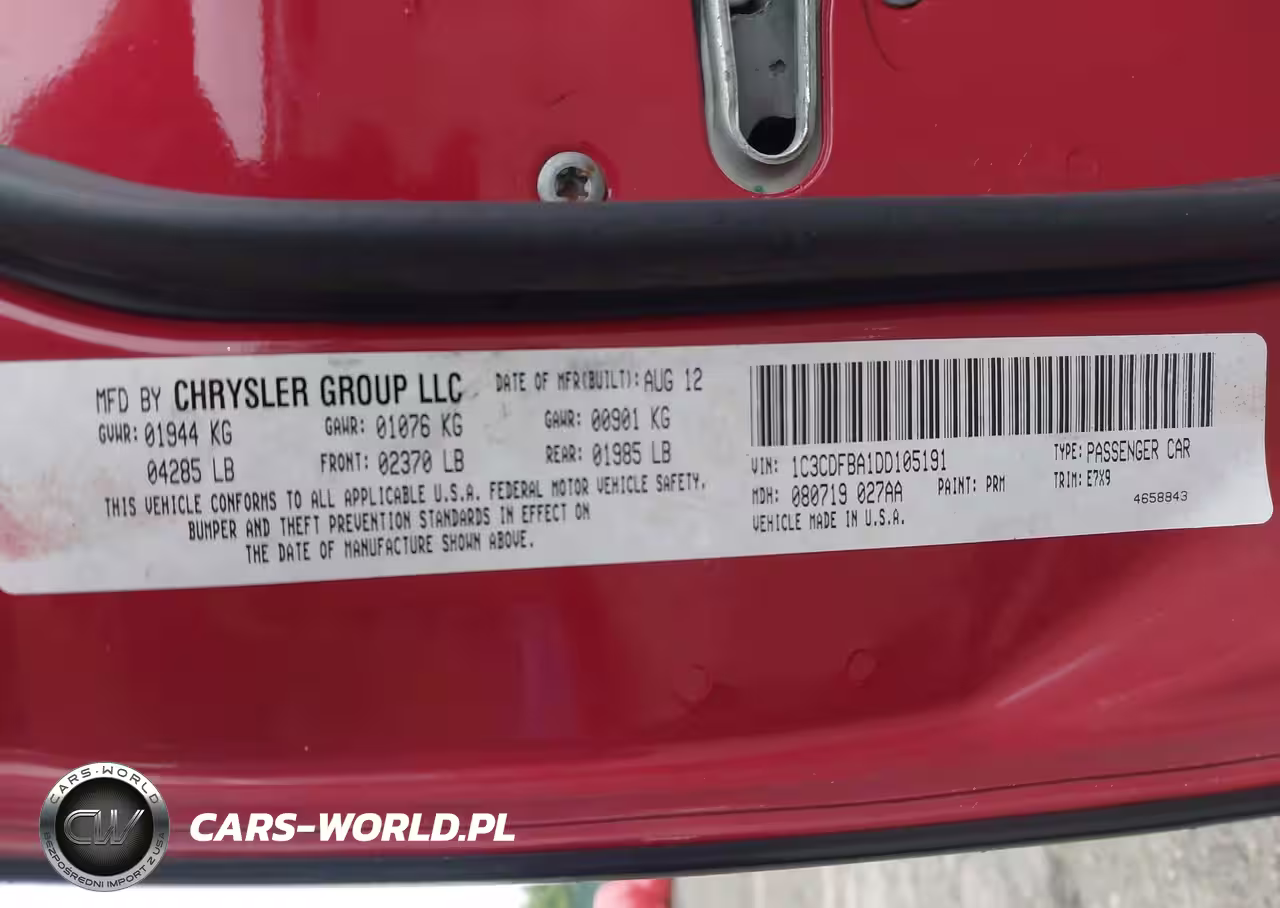 MFD BY CHRYSLER GROUP LLC DATE OF MFR(BUILT): AUG 12
GVWR: 01944 KG GAWR: 01076 KG GAWR: 00901 KG
04285 LB FRONT: 02370 LB REAR: 01985 LB
THIS VEHICLE CONFORMS TO ALL APPLICABLE U.S.A. FEDERAL MOTOR VEHICLE SAFETY,
BUMPER AND THEFT PREVENTION STANDARDS IN EFFECT ON
THE DATE OF MANUFACTURE SHOWN ABOVE.
VIN: 1C3CDFBA1DD105191 TYPE: PASSENGER CAR
MDH: 080719 027AA PAINT: PRM TRIM: E7X9
VEHICLE MADE IN U.S.A. 4658843
CARS-WORLD
CW
BEZPOŚREDNI IMPORT Z USA
CARS-WORLD.PL